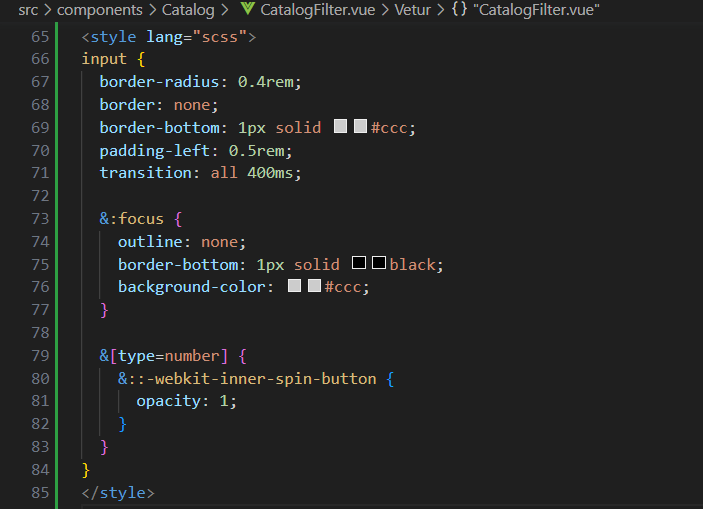 src > components > Catalog > CatalogFilter.vue > Vetur > {} "CatalogFilter.vue"
65 <style lang="scss">
66 input {
67 border-radius: 0.4rem;
68 border: none;
69 border-bottom: 1px solid #ccc;
70 padding-left: 0.5rem;
71 transition: all 400ms;
72
73 &:focus {
74 outline: none;
75 border-bottom: 1px solid black;
76 background-color: #ccc;
77 }
78
79 &[type=number] {
80 &::-webkit-inner-spin-button {
81 opacity: 1;
82 }
83 }
84 }
85 </style>